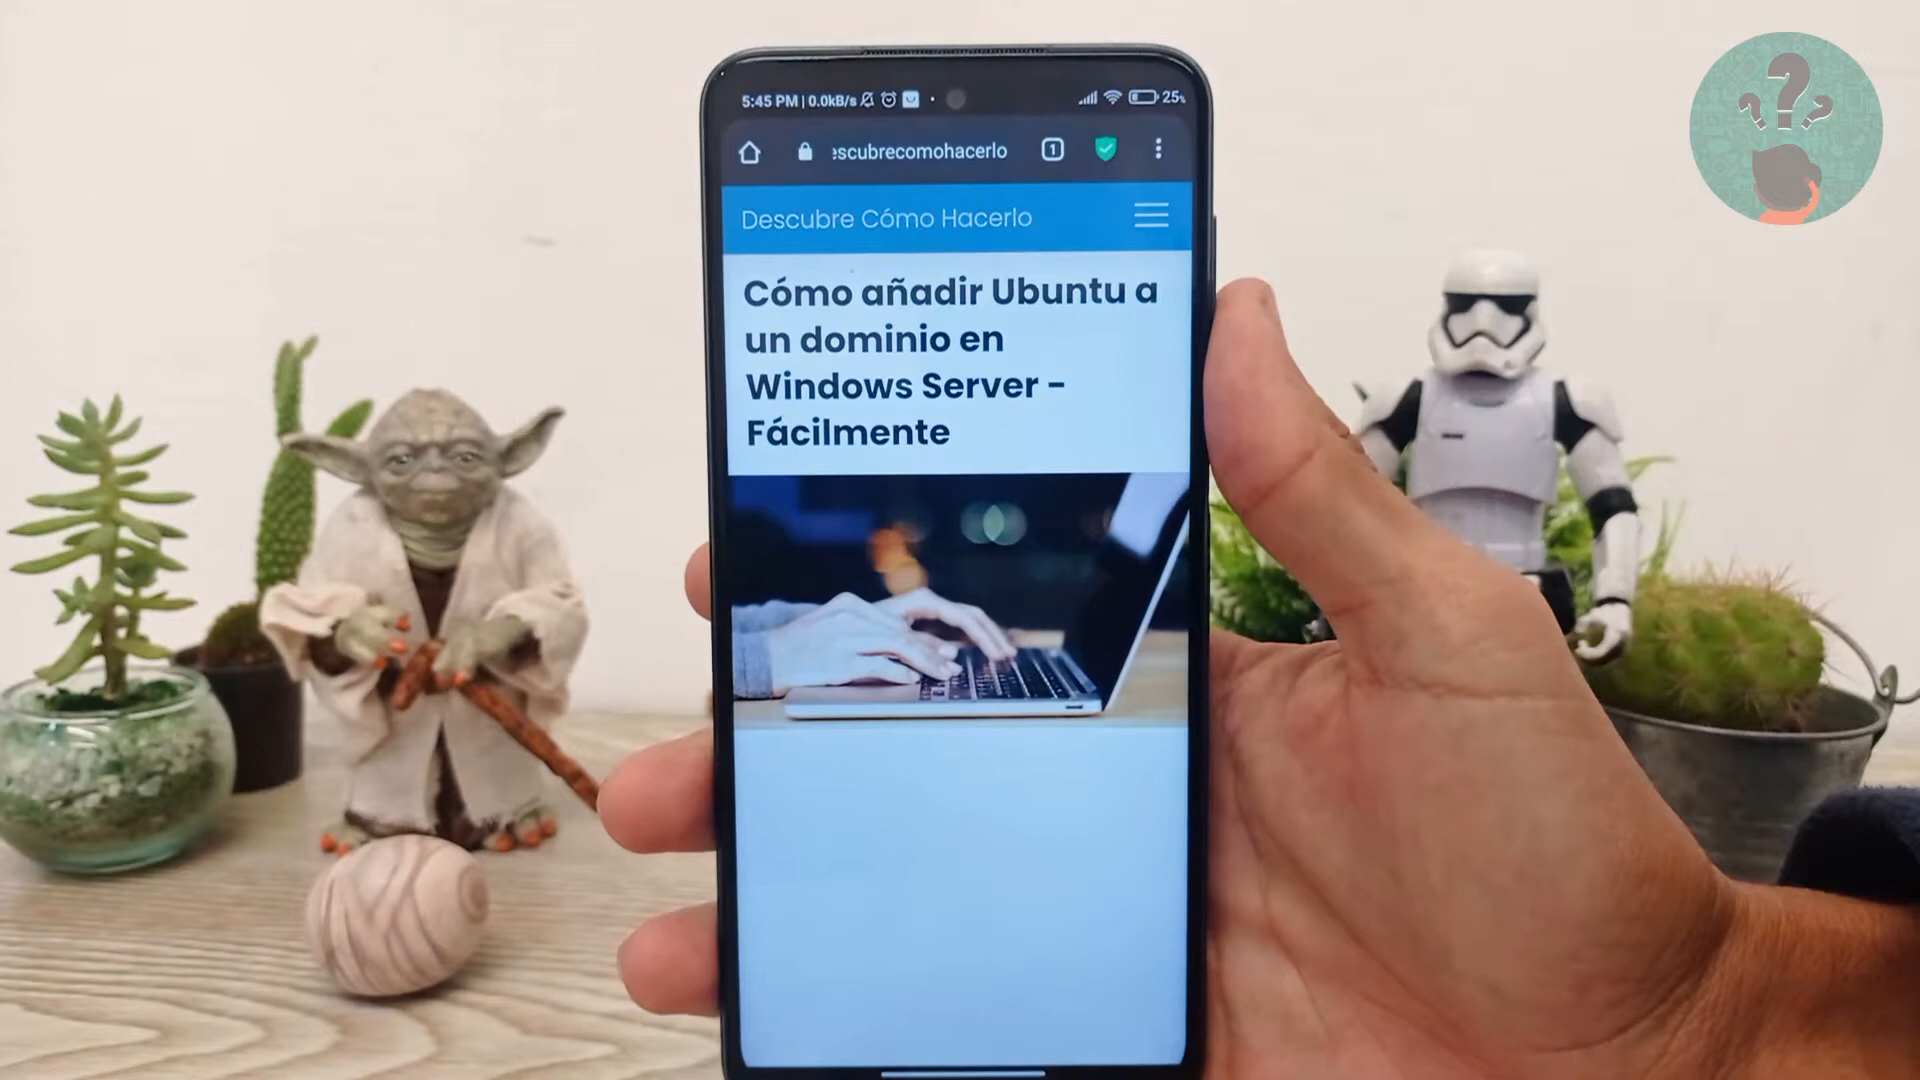 5:45 PM | 0.0kB/s
25%
escubrecomohacerlo
1
Descubre Cómo Hacerlo
Cómo añadir Ubuntu a
un dominio en
Windows Server -
Fácilmente